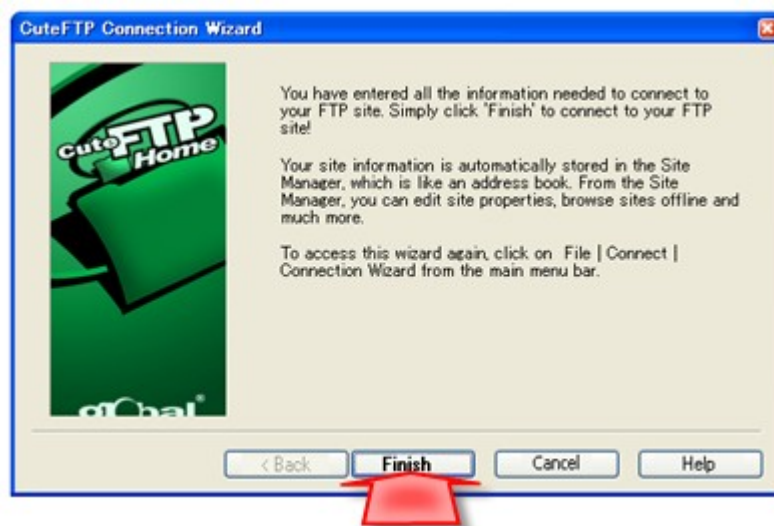 CuteFTP Connection Wizard
cute FTP
Home
You have entered all the information needed to connect to
your FTP site. Simply click 'Finish' to connect to your FTP
site!
Your site information is automatically stored in the Site
Manager, which is like an address book. From the Site
Manager, you can edit site properties, browse sites offline and
much more.
To access this wizard again, click on File | Connect |
Connection Wizard from the main menu bar.
< Back Finish Cancel Help